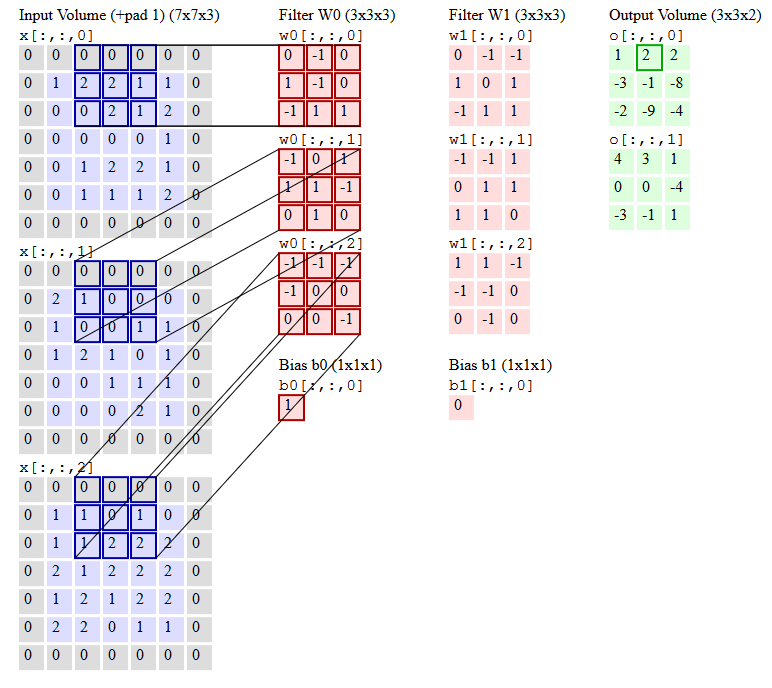 Input Volume (+pad 1) (7x7x3)
x[:,:,0]
0 0 0 0 0 0 0
0 1 2 2 1 1 0
0 0 0 2 1 2 0
0 0 0 0 0 1 0
0 0 1 2 2 1 0
0 0 1 1 1 2 0
0 0 0 0 0 0 0
x[:,:,1]
0 0 0 0 0 0 0
0 2 1 0 0 0 0
0 1 0 0 1 1 0
0 1 2 1 0 1 0
0 0 0 1 1 1 0
0 0 0 0 2 1 0
0 0 0 0 0 0 0
x[:,:,2]
0 0 0 0 0 0 0
0 1 1 0 1 0 0
0 1 1 2 2 2 0
0 2 1 2 2 2 0
0 1 2 1 2 2 0
0 2 2 0 1 1 0
0 0 0 0 0 0 0
Filter W0 (3x3x3)
w0[:,:,0]
0 -1 0
1 -1 0
-1 1 1
w0[:,:,1]
-1 0 1
1 1 -1
0 1 0
w0[:,:,2]
-1 -1 -1
-1 0 0
0 0 -1
Bias b0 (1x1x1)
b0[:,:,0]
1
Filter W1 (3x3x3)
w1[:,:,0]
0 -1 -1
1 0 1
-1 1 1
w1[:,:,1]
-1 -1 1
0 1 1
1 1 0
w1[:,:,2]
1 1 -1
-1 -1 0
0 -1 0
Bias b1 (1x1x1)
b1[:,:,0]
0
Output Volume (3x3x2)
o[:,:,0]
1 2 2
-3 -1 -8
-2 -9 -4
o[:,:,1]
4 3 1
0 0 -4
-3 -1 1